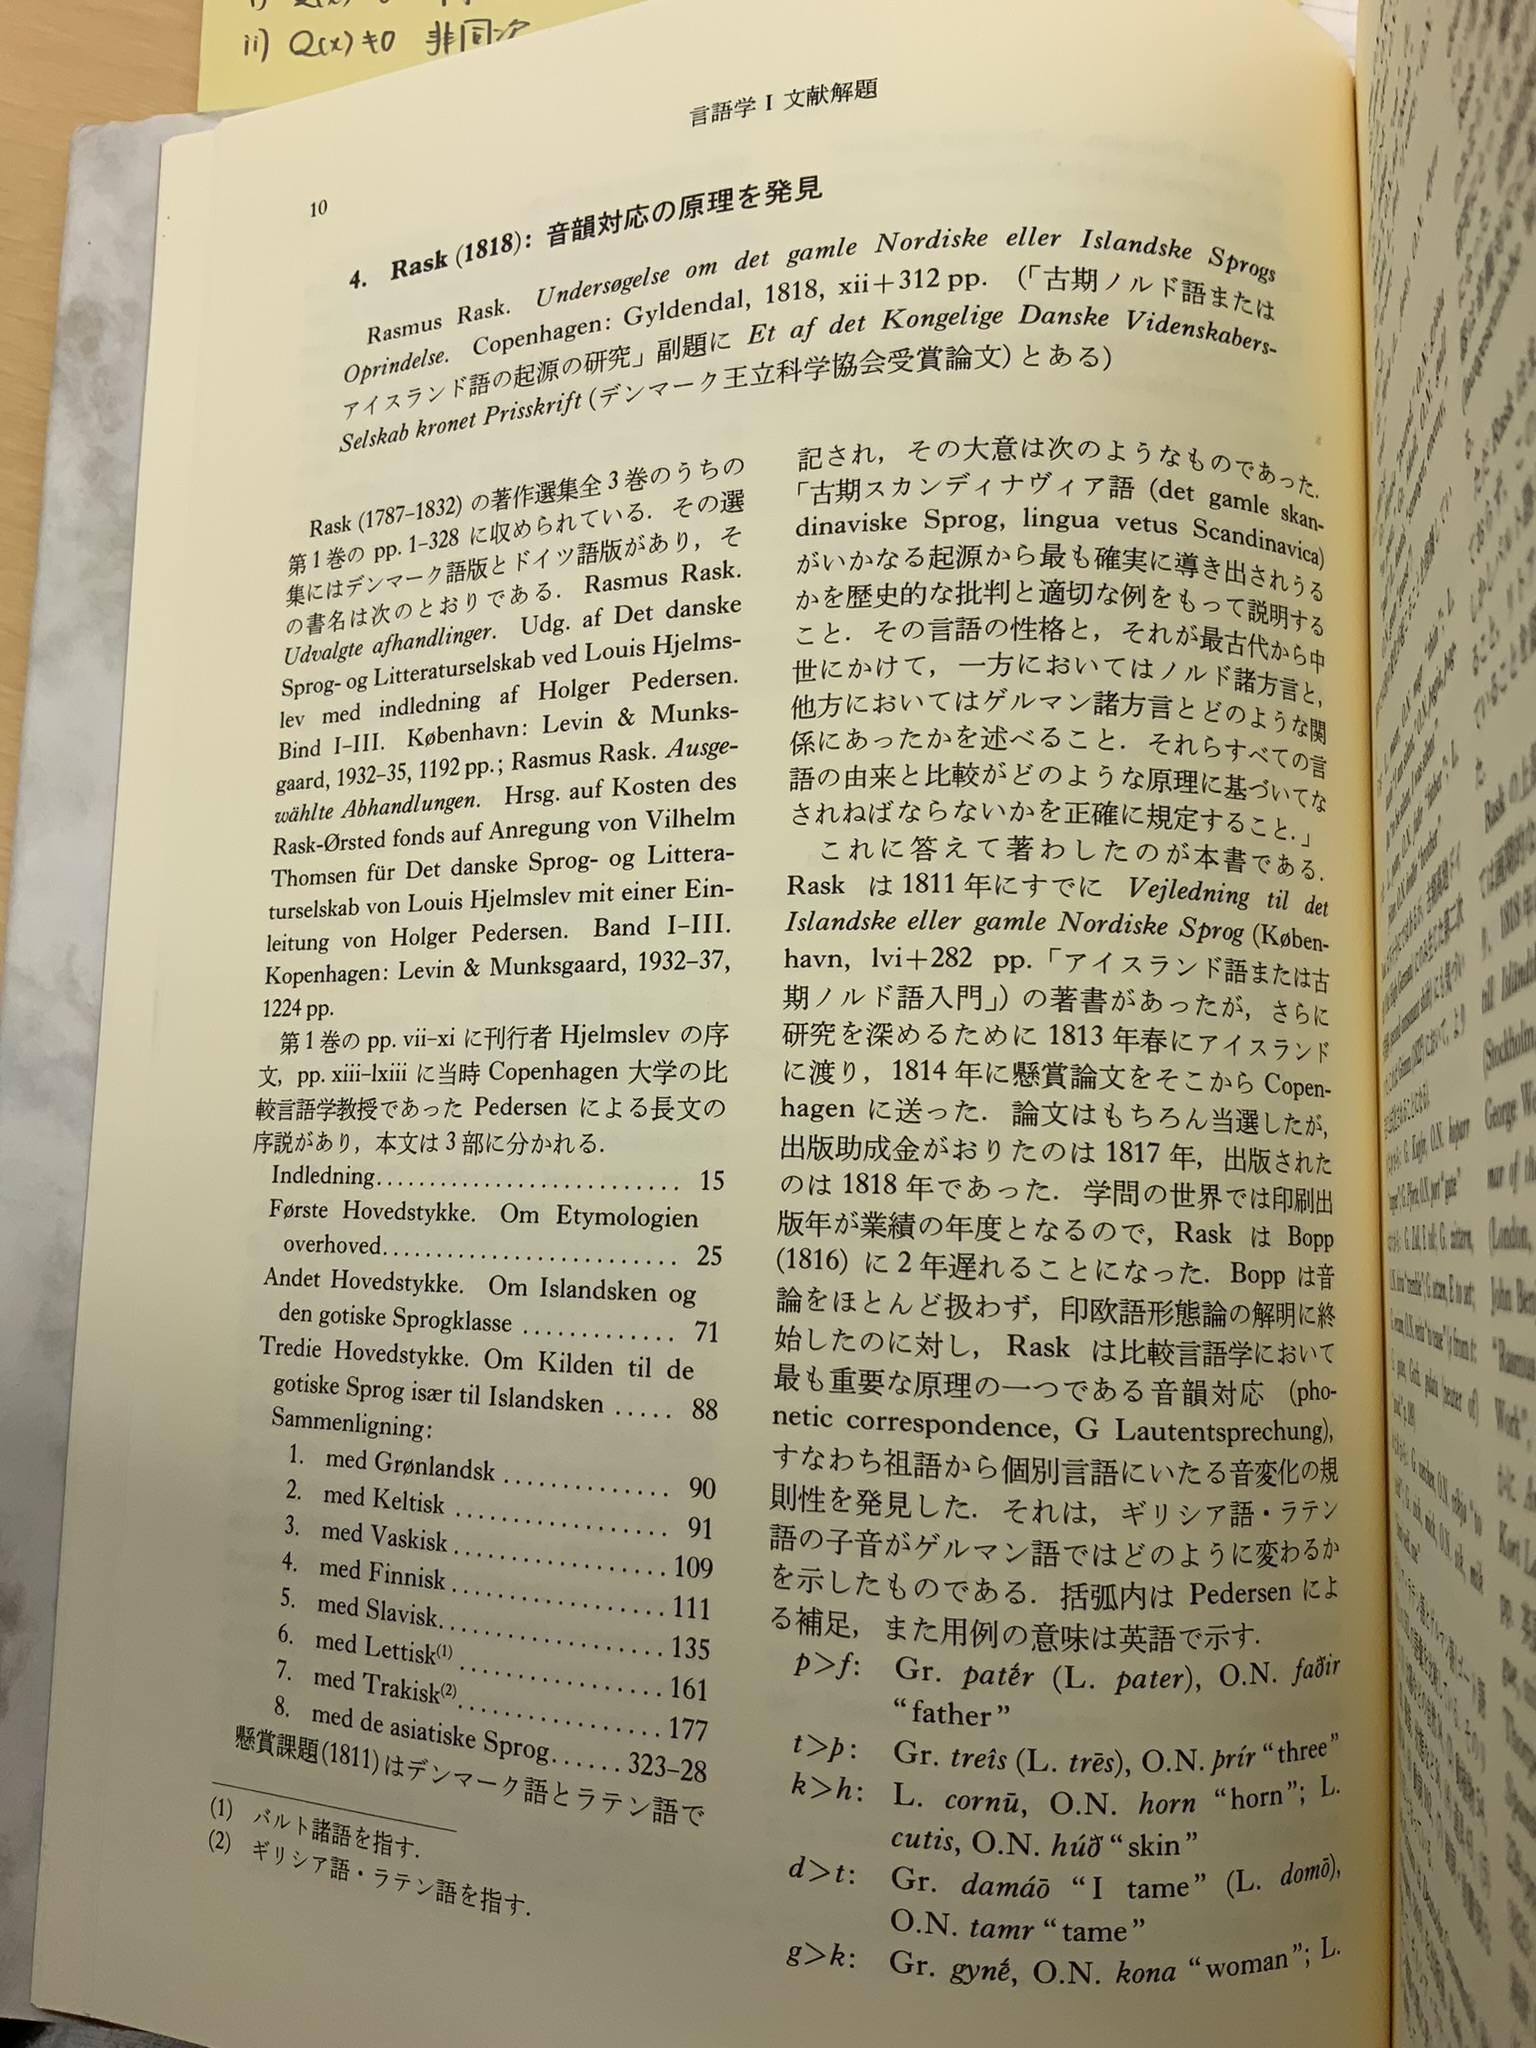 ii) Q(x)≠0 非同次
言語学 I 文献解題
10
4. Rask (1818): 音韻対応の原理を発見
Rasmus Rask. Undersøgelse om det gamle Nordiske eller Islandske Sprogs
Oprindelse. Copenhagen: Gyldendal, 1818, xii+312 pp. (「古期ノルド語または
アイスランド語の起源の研究」副題に Et af det Kongelige Danske Videnskabers-
Selskab kronet Prisskrift (デンマーク王立科学協会受賞論文) とある)
Rask (1787–1832) の著作選集全3巻のうちの
第1巻の pp. 1–328 に収められている. その選
集にはデンマーク語版とドイツ語版があり, そ
の書名は次のとおりである. Rasmus Rask.
Udvalgte afhandlinger. Udg. af Det danske
Sprog- og Litteraturselskab ved Louis Hjelms-
lev med indledning af Holger Pedersen.
Bind I–III. København: Levin & Munks-
gaard, 1932–35, 1192 pp.; Rasmus Rask. Ausge-
wählte Abhandlungen. Hrsg. auf Kosten des
Rask-Ørsted fonds auf Anregung von Vilhelm
Thomsen für Det danske Sprog- og Littera-
turselskab von Louis Hjelmslev mit einer Ein-
leitung von Holger Pedersen. Band I–III.
Kopenhagen: Levin & Munksgaard, 1932–37,
1224 pp.
第1巻の pp. vii–xi に刊行者 Hjelmslev の序
文, pp. xiii–lxiii に当時 Copenhagen 大学の比
較言語学教授であった Pedersen による長文の
序説があり, 本文は3部に分かれる.
Indledning............................ 15
Første Hovedstykke. Om Etymologien
overhoved............................ 25
Andet Hovedstykke. Om Islandsken og
den gotiske Sprogklasse ............. 71
Tredie Hovedstykke. Om Kilden til de
gotiske Sprog især til Islandsken ..... 88
Sammenligning:
1. med Grønlandsk .............. 90
2. med Keltisk .................. 91
3. med Vaskisk .................. 109
4. med Finnisk .................. 111
5. med Slavisk................... 135
6. med Lettisk(1) ................. 161
7. med Trakisk(2)................. 177
8. med de asiatiske Sprog...... 323–28
懸賞課題(1811)はデンマーク語とラテン語で
(1) バルト諸語を指す.
(2) ギリシア語・ラテン語を指す.
記され, その大意は次のようなものであった.
「古期スカンディナヴィア語 (det gamle skan-
dinaviske Sprog, lingua vetus Scandinavica)
がいかなる起源から最も確実に導き出されうる
かを歴史的な批判と適切な例をもって説明する
こと. その言語の性格と, それが最古代から中
世にかけて, 一方においてはノルド諸方言と,
他方においてはゲルマン諸方言とどのような関
係にあったかを述べること. それらすべての言
語の由来と比較がどのような原理に基づいてな
されねばならないかを正確に規定すること.」
これに答えて著わしたのが本書である.
Rask は 1811 年にすでに Vejledning til det
Islandske eller gamle Nordiske Sprog (Køben-
havn, lvi+282 pp.「アイスランド語または古
期ノルド語入門」) の著書があったが, さらに
研究を深めるために 1813 年春にアイスランド
に渡り, 1814 年に懸賞論文をそこから Copen-
hagen に送った. 論文はもちろん当選したが,
出版助成金がおりたのは 1817 年, 出版された
のは 1818 年であった. 学問の世界では印刷出
版年が業績の年度となるので, Rask は Bopp
(1816) に2年遅れることになった. Bopp は音
論をほとんど扱わず, 印欧語形態論の解明に終
始したのに対し, Rask は比較言語学において
最も重要な原理の一つである音韻対応 (pho-
netic correspondence, G Lautentsprechung),
すなわち祖語から個別言語にいたる音変化の規
則性を発見した. それは, ギリシア語・ラテン
語の子音がゲルマン語ではどのように変わるか
を示したものである. 括弧内は Pedersen によ
る補足, また用例の意味は英語で示す.
p>f: Gr. patḗr (L. pater), O.N. faðir
“father”
t>þ: Gr. treîs (L. trēs), O.N. þrír “three”
k>h: L. cornū, O.N. horn “horn”; L.
cutis, O.N. húð “skin”
d>t: Gr. damáō “I tame” (L. domō),
O.N. tamr “tame”
g>k: Gr. gynḗ, O.N. kona “woman”; L.